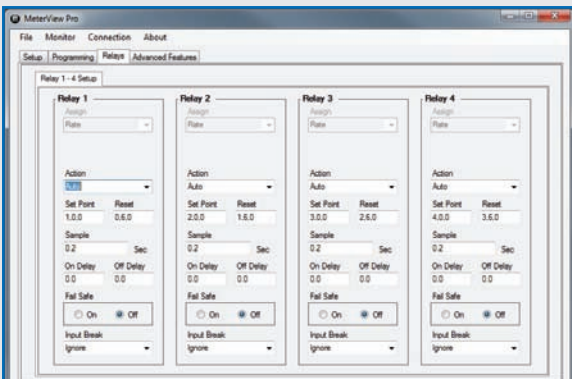 MeterView Pro
File Monitor Connection About
Setup Programming Relays Advanced Features
Relay 1 - 4 Setup
Relay 1
Assign
Rate
Action
Auto
Set Point Reset
1,0,0 0,6,0
Sample
0.2 Sec
On Delay Off Delay
0.0 0.0
Fail Safe
On Off
Input Break
Ignore
Relay 2
Assign
Rate
Action
Auto
Set Point Reset
2,0,0 1,6,0
Sample
0.2 Sec
On Delay Off Delay
0.0 0.0
Fail Safe
On Off
Input Break
Ignore
Relay 3
Assign
Rate
Action
Auto
Set Point Reset
3,0,0 2,6,0
Sample
0.2 Sec
On Delay Off Delay
0.0 0.0
Fail Safe
On Off
Input Break
Ignore
Relay 4
Assign
Rate
Action
Auto
Set Point Reset
4,0,0 3,6,0
Sample
0.2 Sec
On Delay Off Delay
0.0 0.0
Fail Safe
On Off
Input Break
Ignore